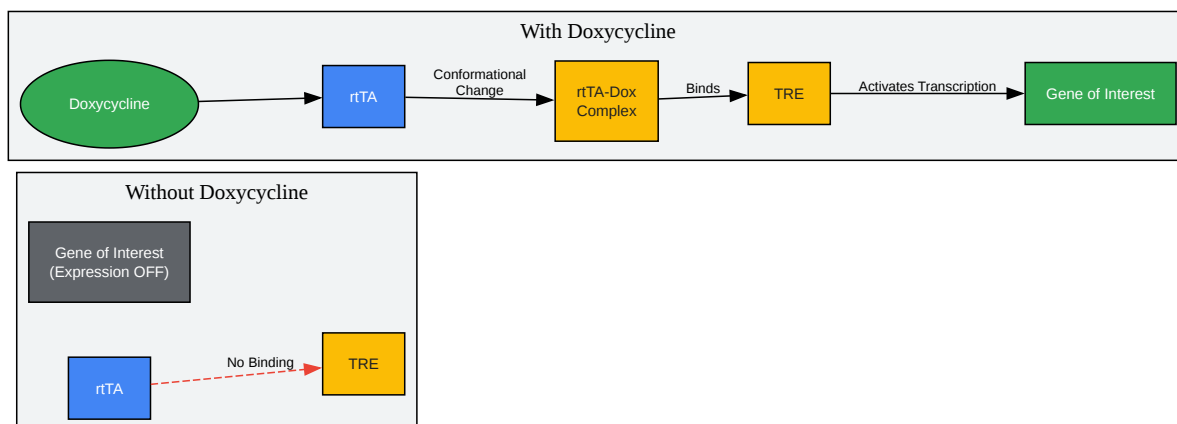 With Doxycycline
Doxycycline
rtTA
Conformational
Change
rtTA-Dox
Complex
Binds
TRE
Activates Transcription
Gene of Interest
Without Doxycycline
Gene of Interest
(Expression OFF)
rtTA
No Binding
TRE